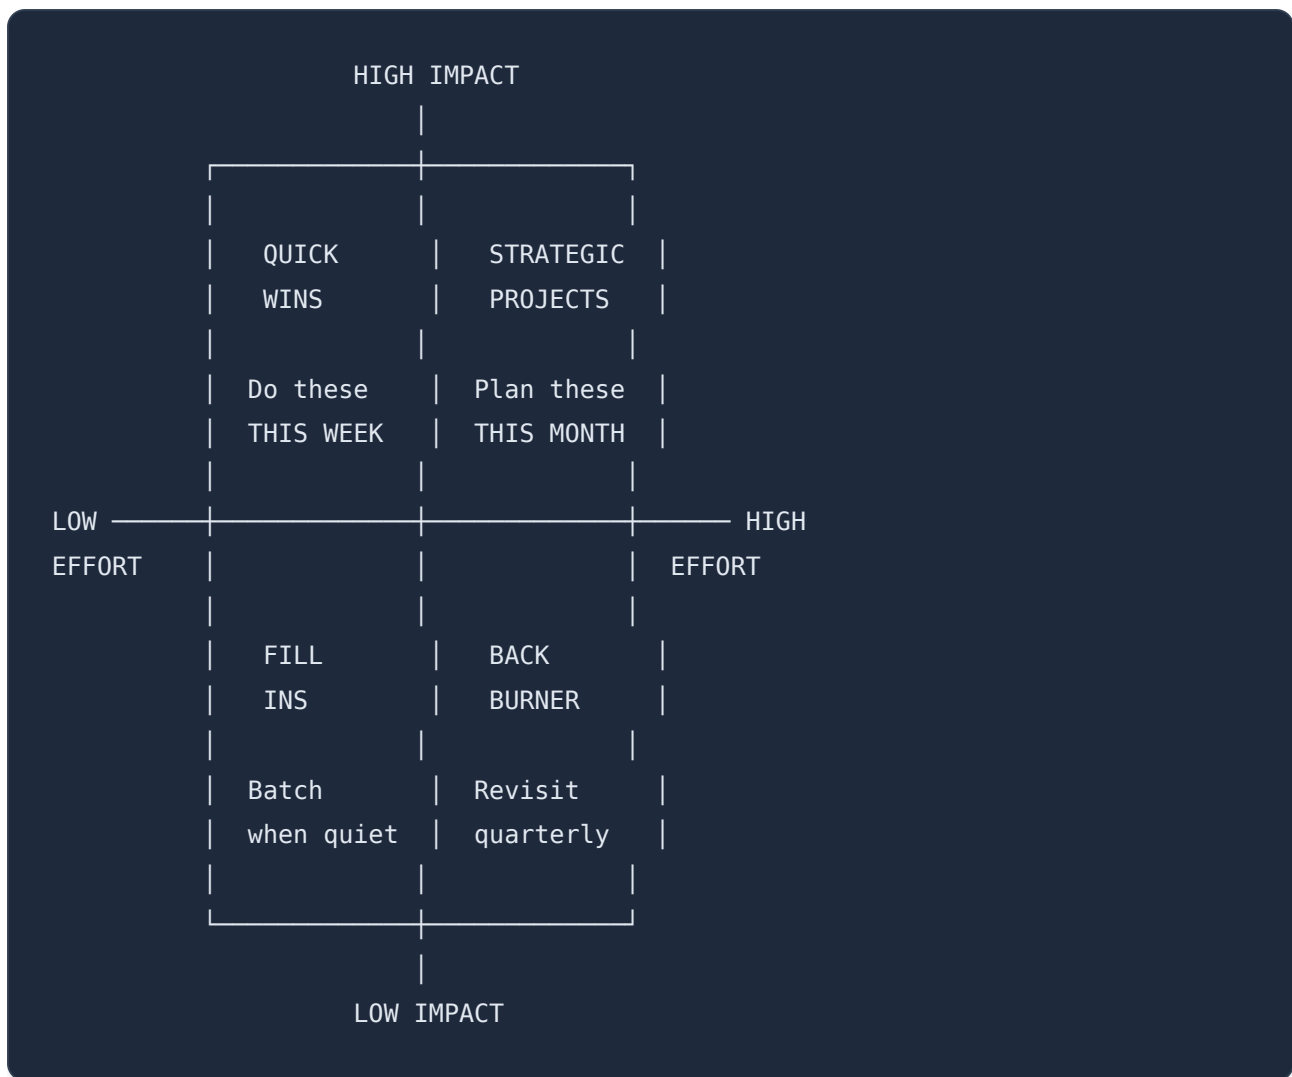 HIGH IMPACT
QUICK STRATEGIC
WINS PROJECTS
Do these Plan these
THIS WEEK THIS MONTH
LOW HIGH
EFFORT EFFORT
FILL BACK
INS BURNER
Batch Revisit
when quiet quarterly
LOW IMPACT